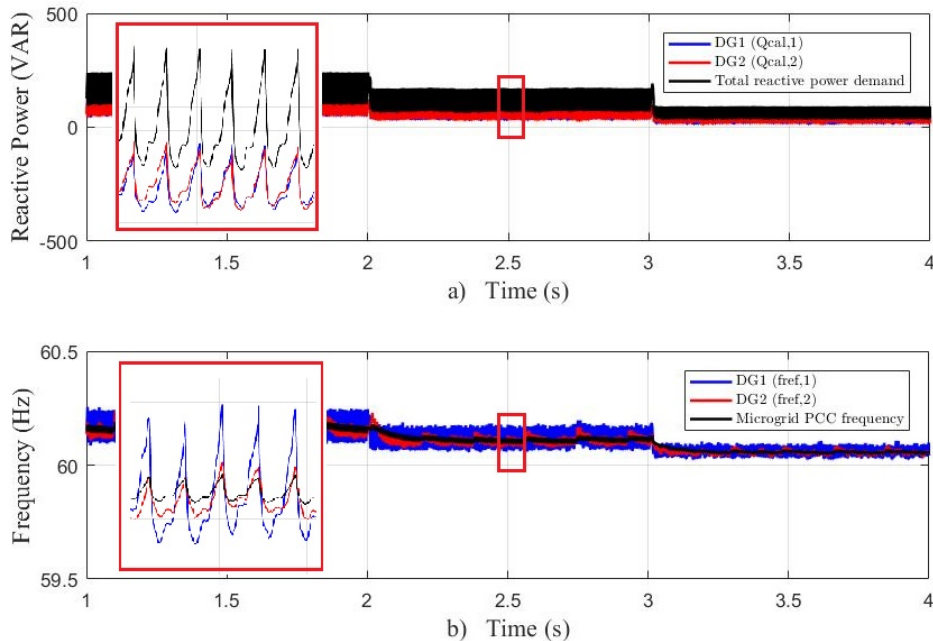 500
0
-500
Reactive Power (VAR)
DG1 (Qcal,1)
DG2 (Qcal,2)
Total reactive power demand
1 1.5 2 2.5 3 3.5 4
a) Time (s)
60.5
60
59.5
Frequency (Hz)
DG1 (fref,1)
DG2 (fref,2)
Microgrid PCC frequency
1 1.5 2 2.5 3 3.5 4
b) Time (s)